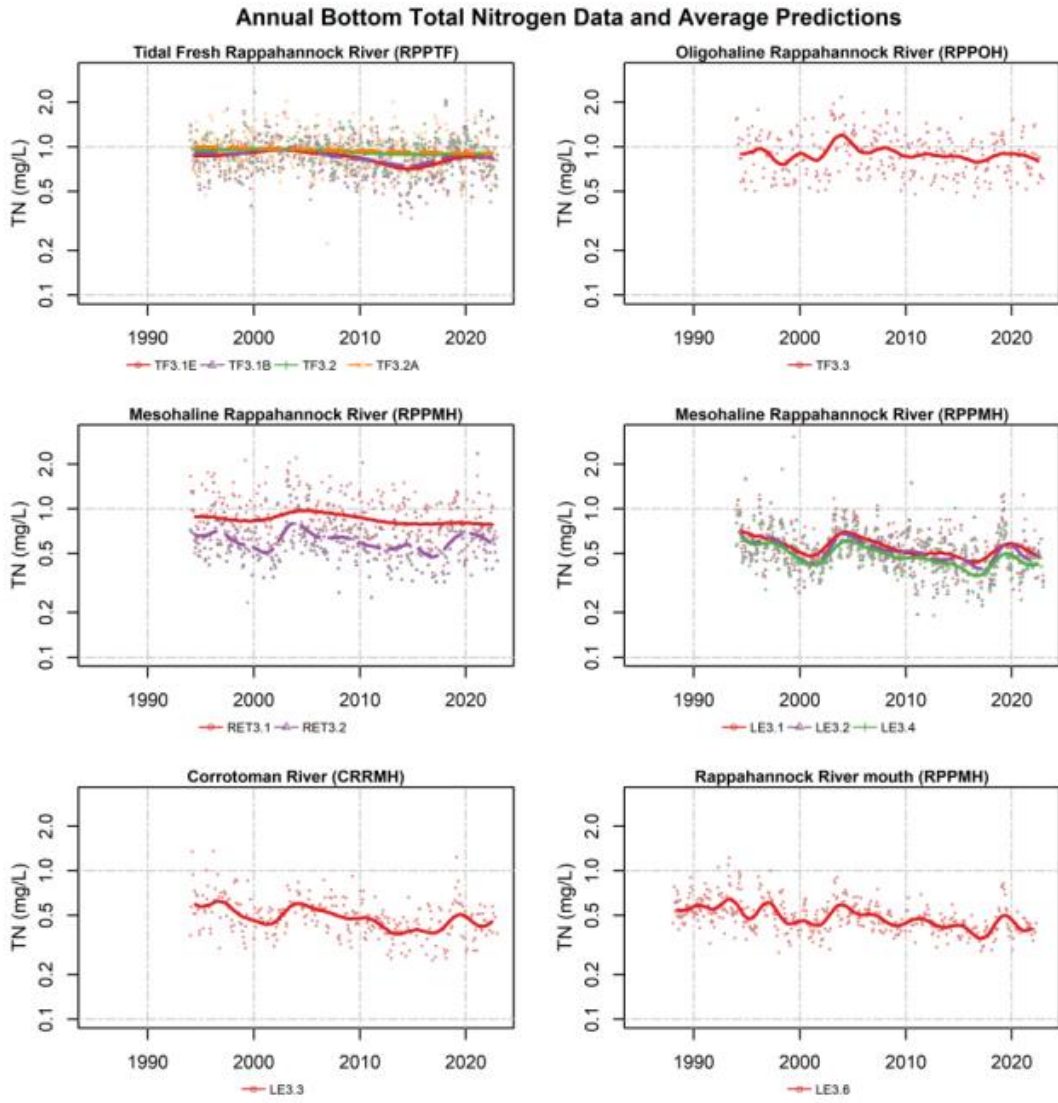 Annual Bottom Total Nitrogen Data and Average Predictions
Tidal Fresh Rappahannock River (RPPTF)
TN (mg/L)
2.0
1.0
0.5
0.2
0.1
1990 2000 2010 2020
TF3.1E TF3.1B TF3.2 TF3.2A
Oligohaline Rappahannock River (RPPOH)
TN (mg/L)
2.0
1.0
0.5
0.2
0.1
1990 2000 2010 2020
TF3.3
Mesohaline Rappahannock River (RPPMH)
TN (mg/L)
2.0
1.0
0.5
0.2
0.1
1990 2000 2010 2020
RET3.1 RET3.2
Mesohaline Rappahannock River (RPPMH)
TN (mg/L)
2.0
1.0
0.5
0.2
0.1
1990 2000 2010 2020
LE3.1 LE3.2 LE3.4
Corrotoman River (CRRMH)
TN (mg/L)
2.0
1.0
0.5
0.2
0.1
1990 2000 2010 2020
LE3.3
Rappahannock River mouth (RPPMH)
TN (mg/L)
2.0
1.0
0.5
0.2
0.1
1990 2000 2010 2020
LE3.6